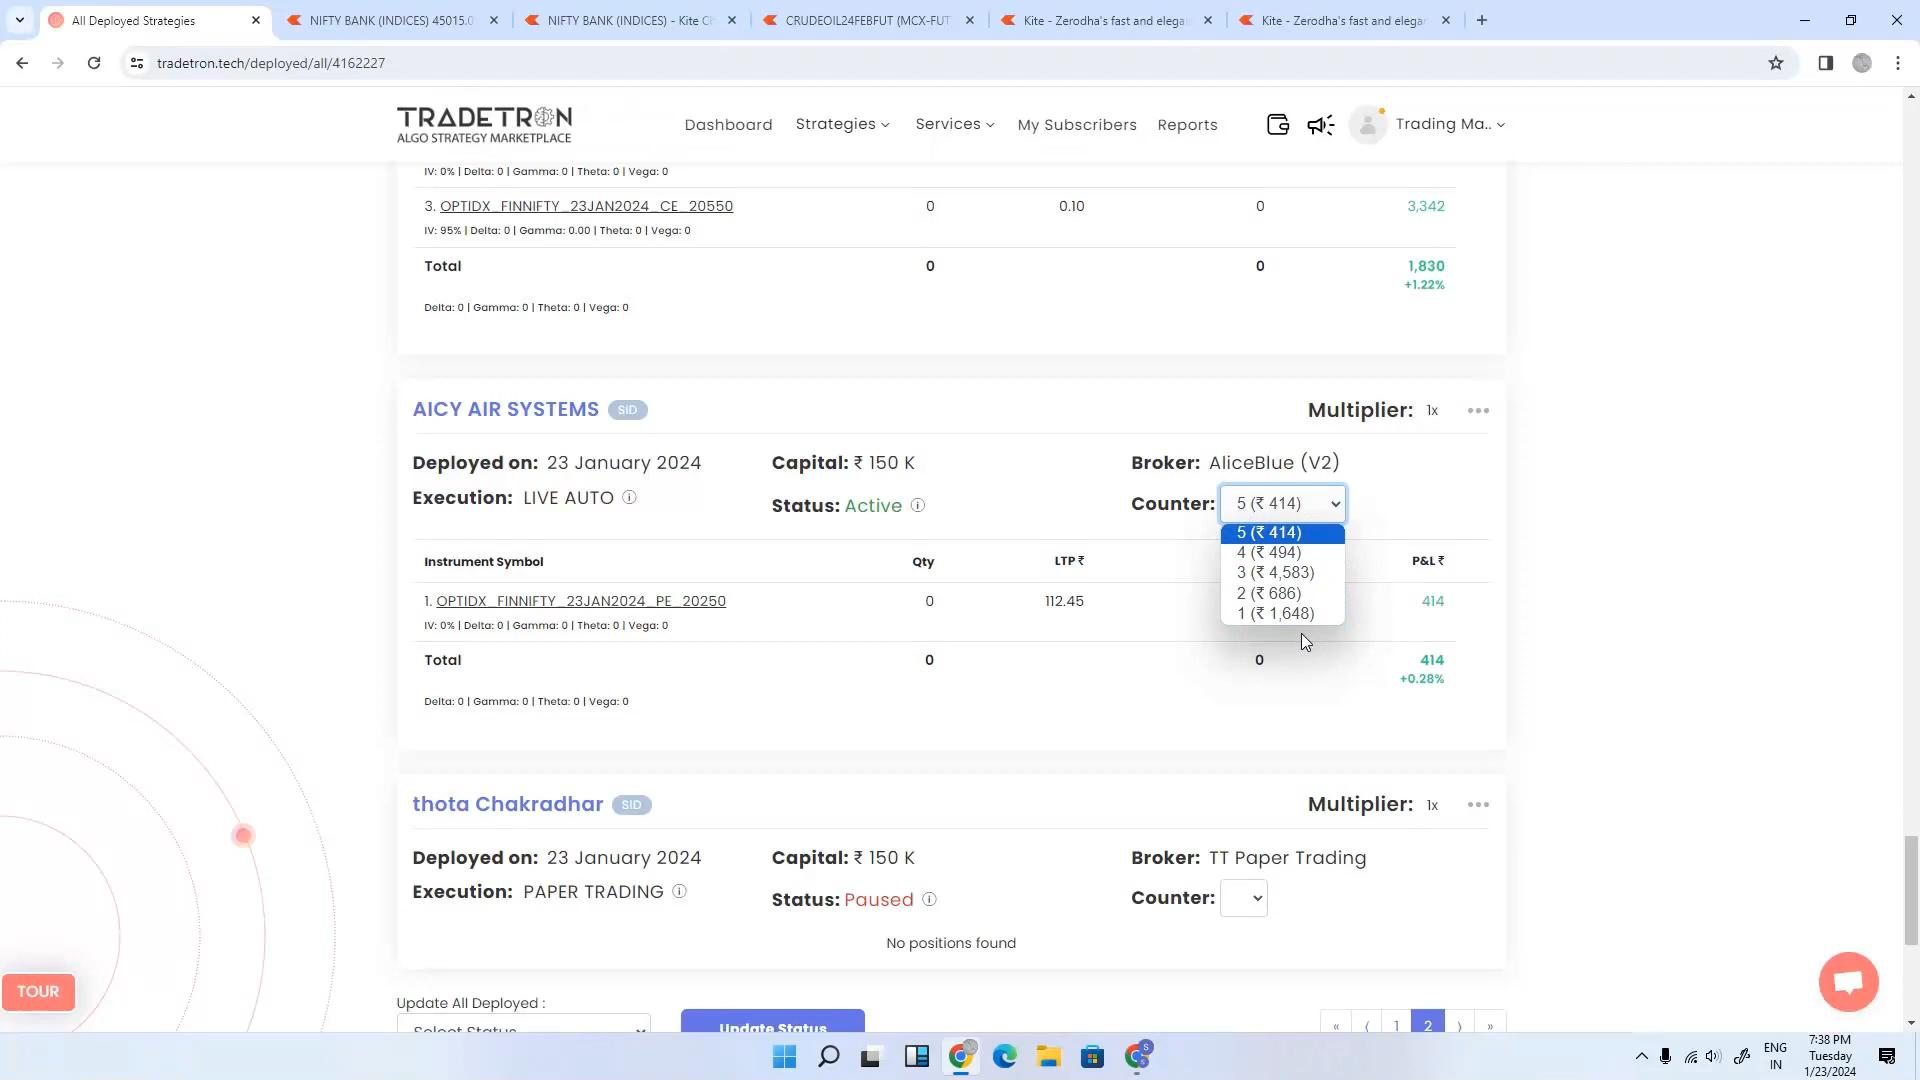 All Deployed Strategies
NIFTY BANK (INDICES) 45015.0
NIFTY BANK (INDICES) - Kite C
CRUDEOIL24FEBFUT (MCX-FUT
Kite - Zerodha's fast and elega
Kite - Zerodha's fast and elegar
tradetron.tech/deployed/all/4162227
TRADETRON
ALGO STRATEGY MARKETPLACE
Dashboard
Strategies
Services
My Subscribers
Reports
Trading Ma..
IV: 0% | Delta: 0 | Gamma: 0 | Theta: 0 | Vega: 0
3. OPTIDX_FINNIFTY_23JAN2024_CE_20550 0 0.10 0 3,342
IV: 95% | Delta: 0 | Gamma: 0.00 | Theta: 0 | Vega: 0
Total 0 0 1,830
+1.22%
Delta: 0 | Gamma: 0 | Theta: 0 | Vega: 0
AICY AIR SYSTEMS SID Multiplier: 1x
Deployed on: 23 January 2024 Capital: ₹ 150 K Broker: AliceBlue (V2)
Execution: LIVE AUTO Status: Active Counter: 5 (₹ 414)
5 (₹ 414)
4 (₹ 494)
3 (₹ 4,583)
2 (₹ 686)
1 (₹ 1,648)
Instrument Symbol Qty LTP ₹ P&L ₹
1. OPTIDX_FINNIFTY_23JAN2024_PE_20250 0 112.45 414
IV: 0% | Delta: 0 | Gamma: 0 | Theta: 0 | Vega: 0
Total 0 0 414
+0.28%
Delta: 0 | Gamma: 0 | Theta: 0 | Vega: 0
thota Chakradhar SID Multiplier: 1x
Deployed on: 23 January 2024 Capital: ₹ 150 K Broker: TT Paper Trading
Execution: PAPER TRADING Status: Paused Counter:
No positions found
TOUR
Update All Deployed :
Select Status
Update Status
« ⟨ 1 2 ⟩ »
ENG
IN
7:38 PM
Tuesday
1/23/2024